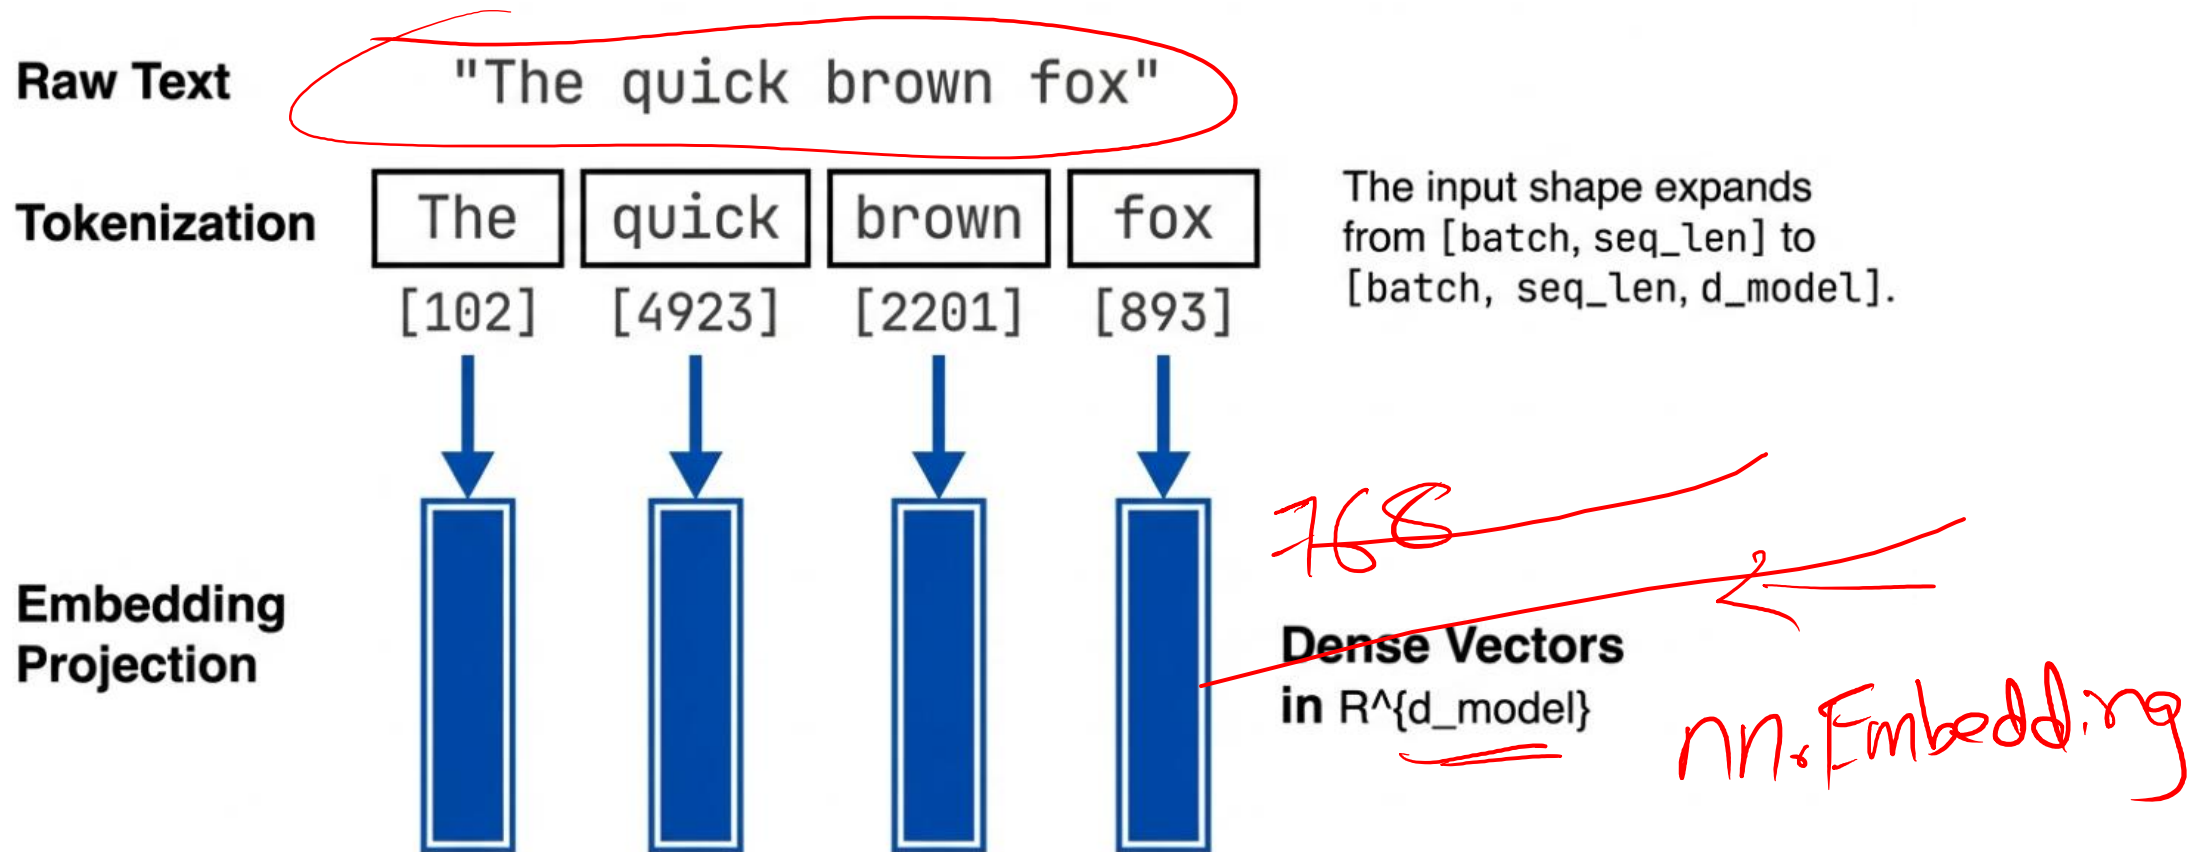 Raw Text
"The quick brown fox"
Tokenization
The quick brown fox
[102] [4923] [2201] [893]
The input shape expands
from [batch, seq_len] to
[batch, seq_len, d_model].
768
Embedding
Projection
Dense Vectors
in R^{d_model}
nn.Embedding